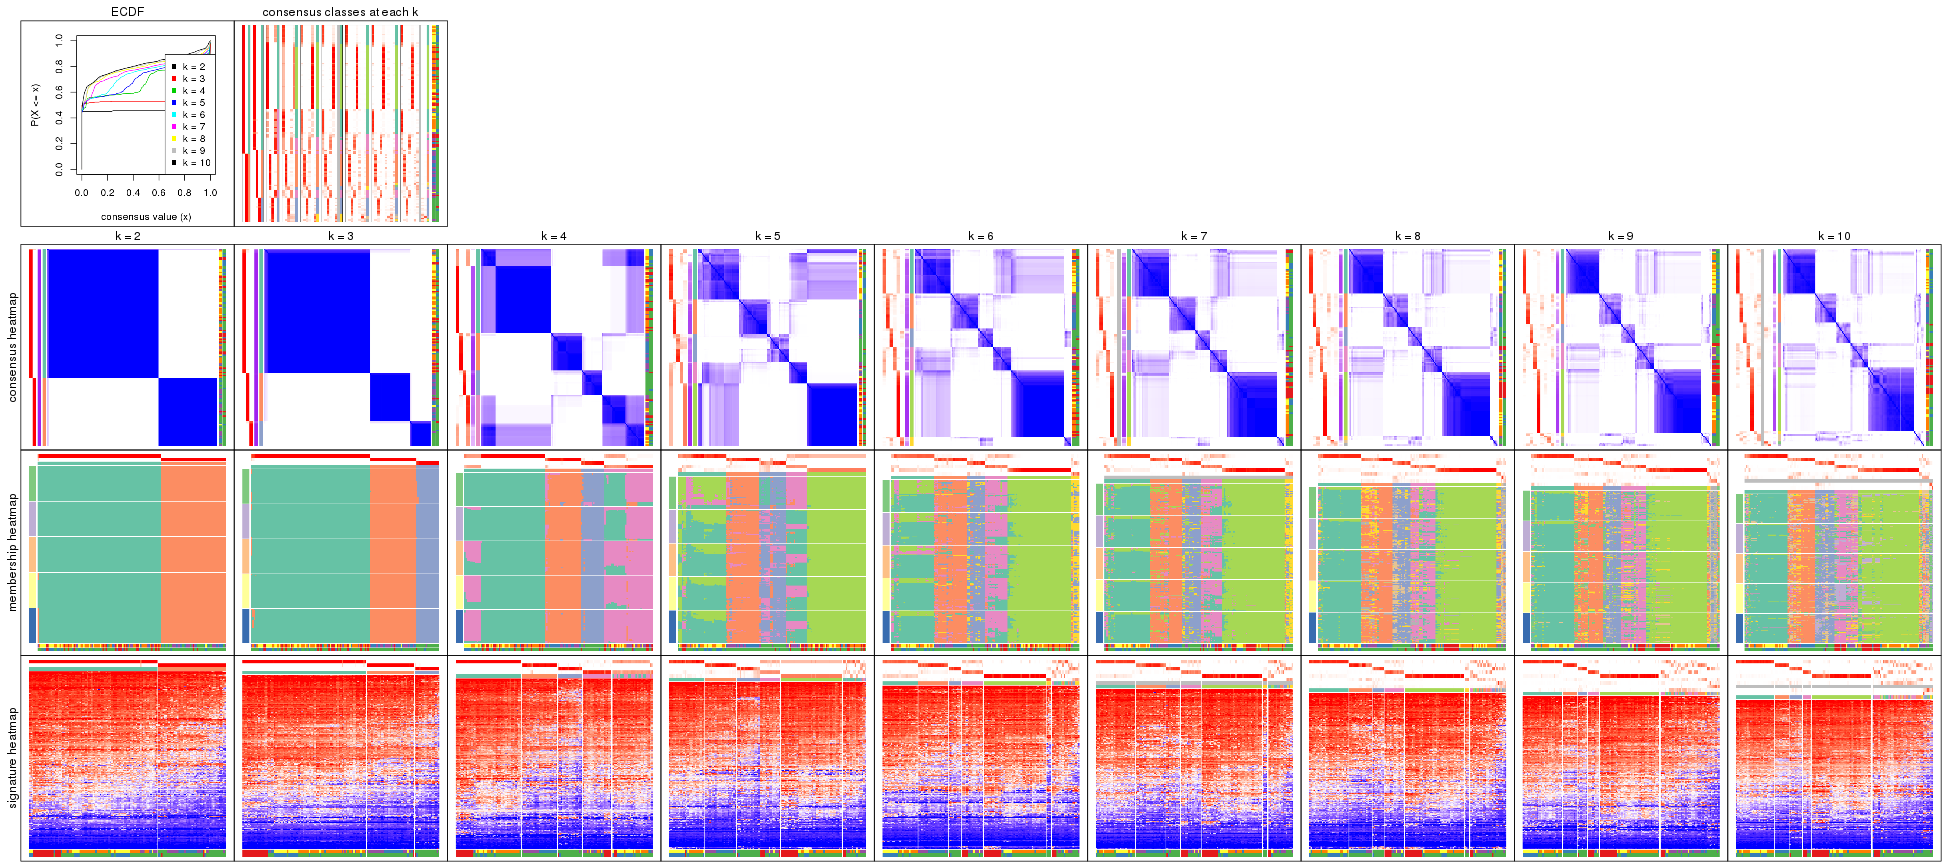 ECDF
consensus classes at each k
P(X <= x)
1.0
0.8
0.6
0.4
0.2
0.0
k = 2
k = 3
k = 4
k = 5
k = 6
k = 7
k = 8
k = 9
k = 10
0.0 0.2 0.4 0.6 0.8 1.0
consensus value (x)
k = 2 k = 3 k = 4 k = 5 k = 6 k = 7 k = 8 k = 9 k = 10
consensus heatmap
membership heatmap
signature heatmap